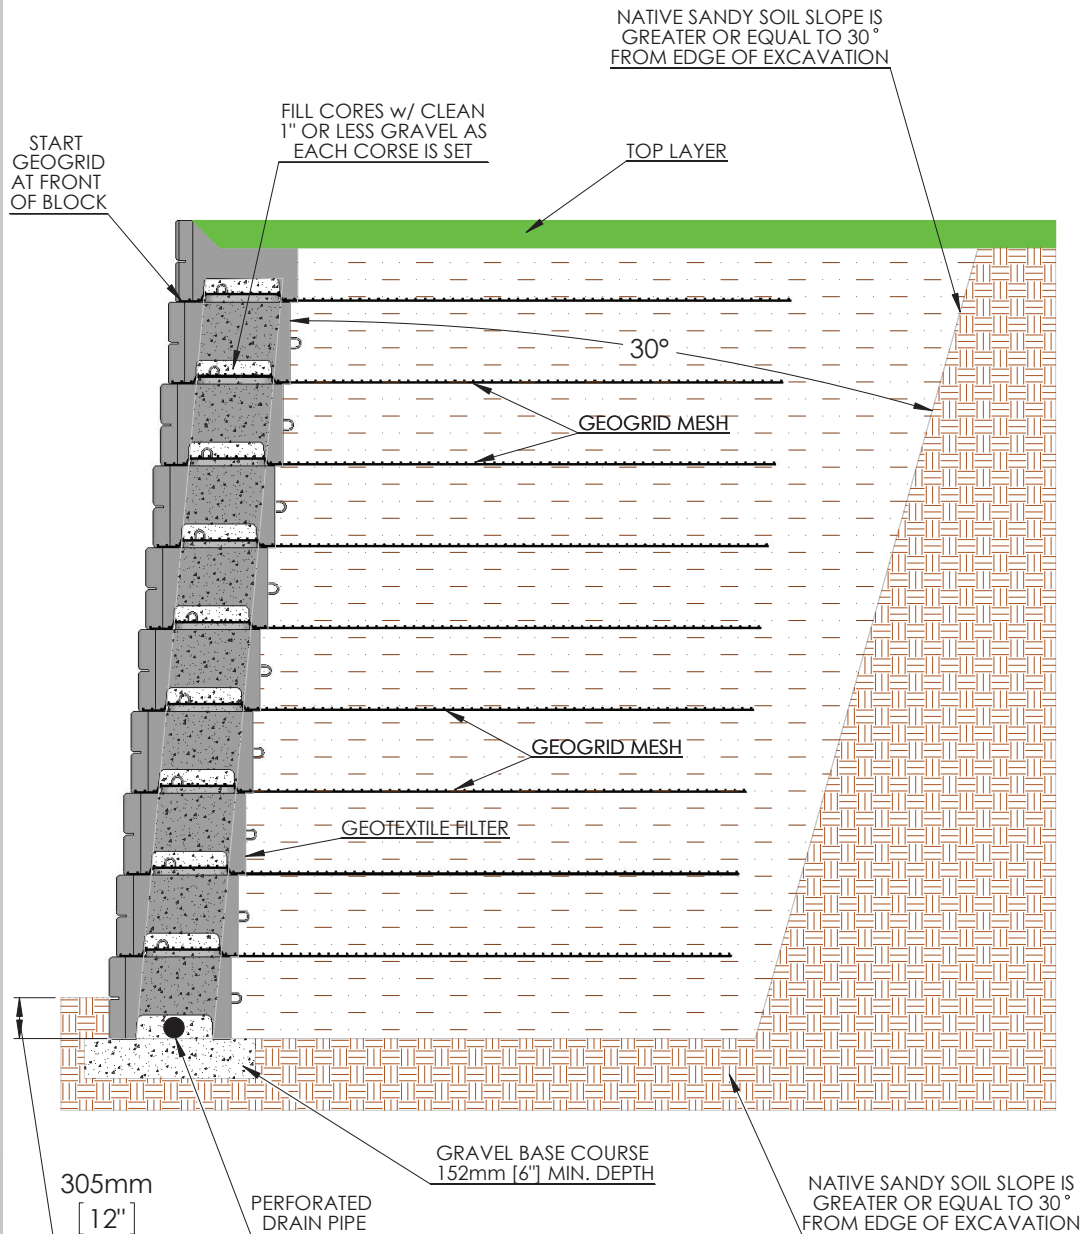 NATIVE SANDY SOIL SLOPE IS
GREATER OR EQUAL TO 30°
FROM EDGE OF EXCAVATION
FILL CORES w/ CLEAN
1" OR LESS GRAVEL AS
EACH CORSE IS SET
START
GEOGRID
AT FRONT
OF BLOCK
TOP LAYER
30°
GEOGRID MESH
GEOGRID MESH
GEOTEXTILE FILTER
GRAVEL BASE COURSE
152mm [6"] MIN. DEPTH
305mm
[12"]
PERFORATED
DRAIN PIPE
NATIVE SANDY SOIL SLOPE IS
GREATER OR EQUAL TO 30°
FROM EDGE OF EXCAVATION